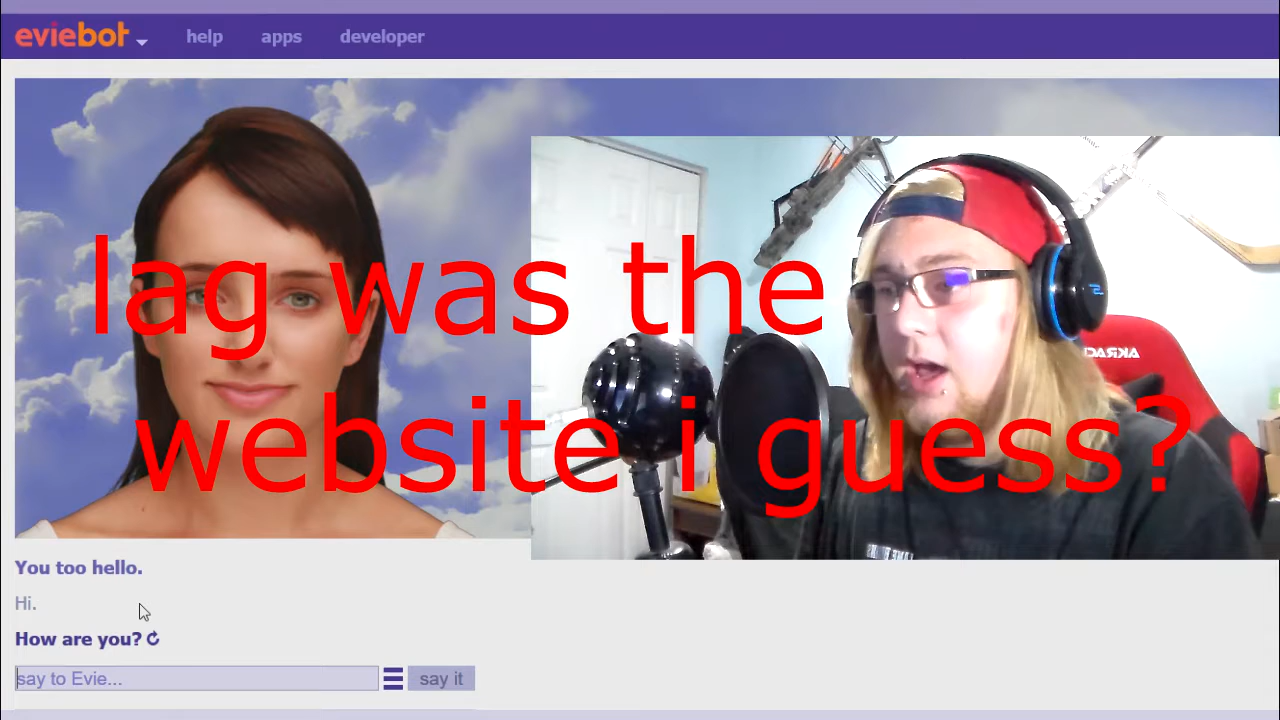 eviebot
help
apps
developer
lag was the
website i guess?
AKRACING
You too hello.
Hi.
How are you?
say to Evie...
say it